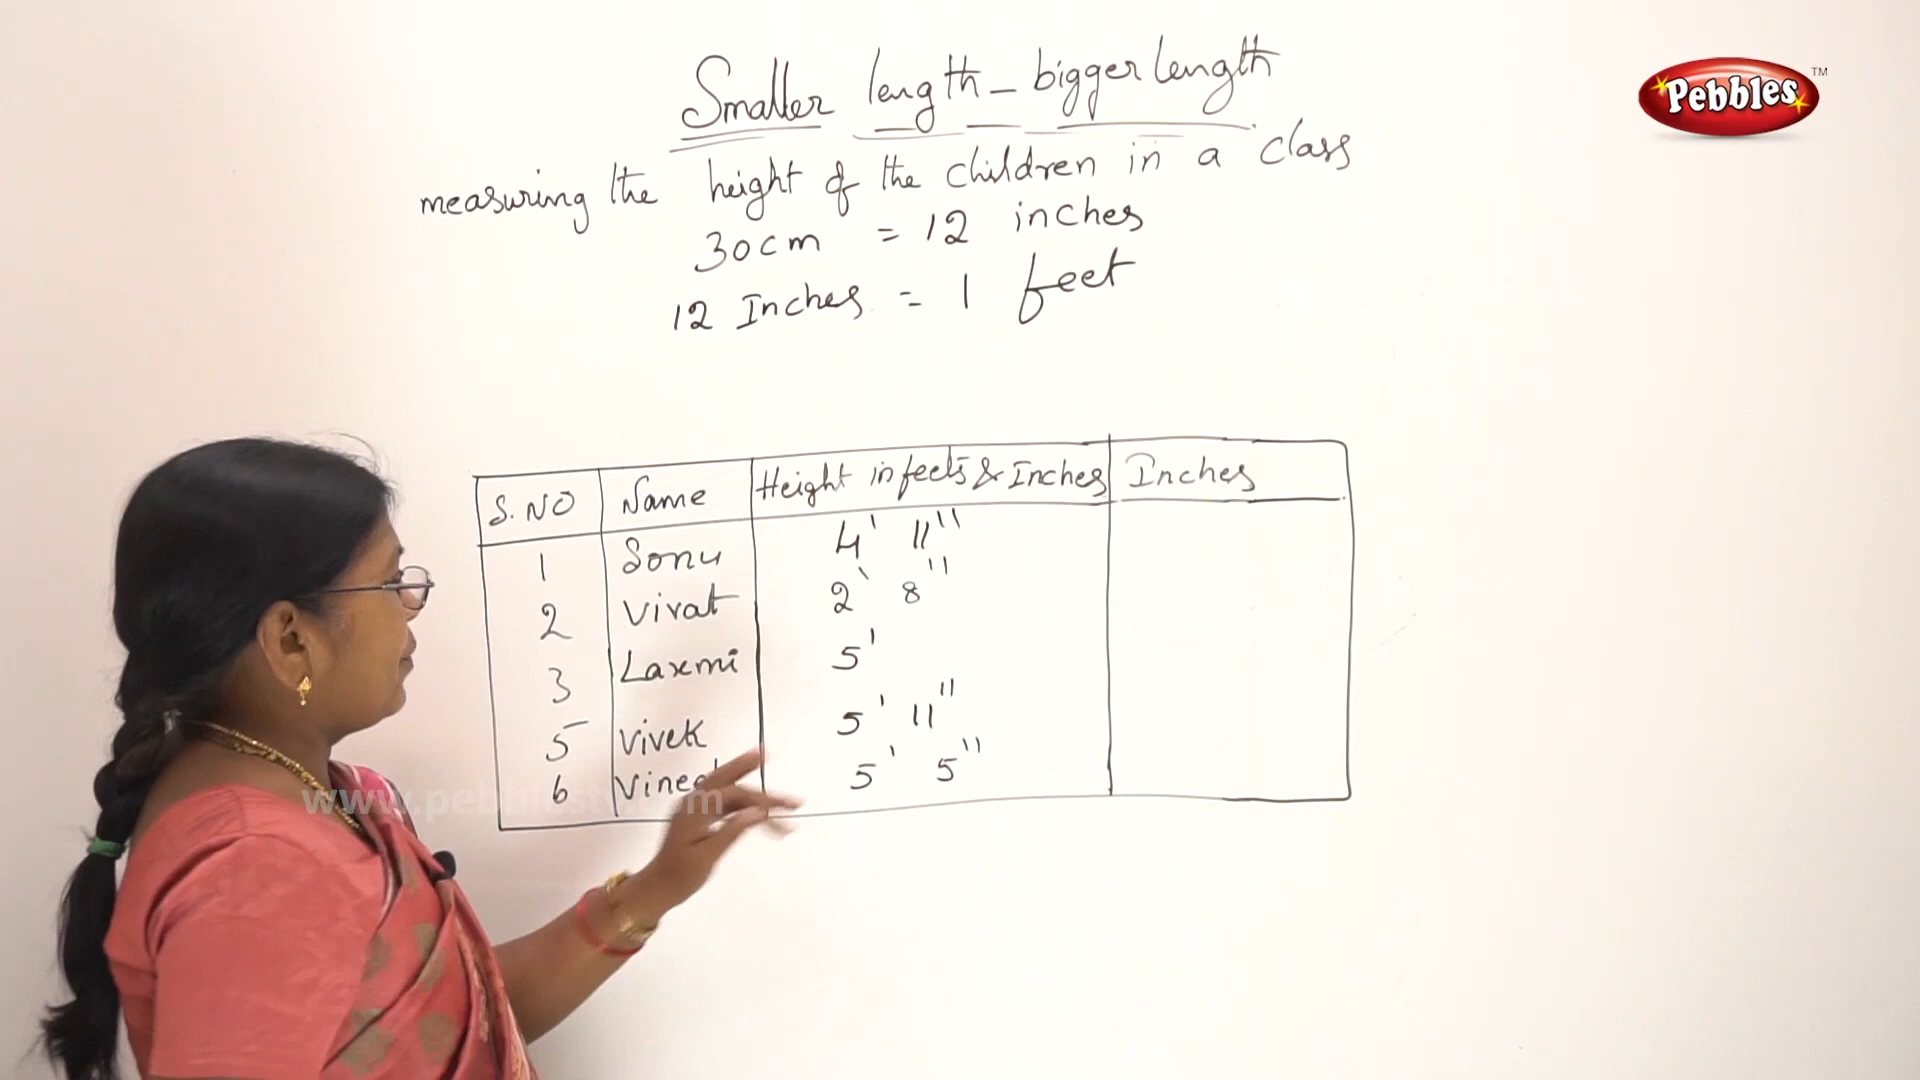 Smaller length - bigger length
Pebbles TM
measuring the height of the children in a class
30cm = 12 inches
12 Inches = 1 feet
S. NO Name Height in feets & Inches Inches
1 Sonu 4' 11"
2 Virat 2' 8"
3 Laxmi 5'
5 Vivek 5' 11"
6 5' 5"